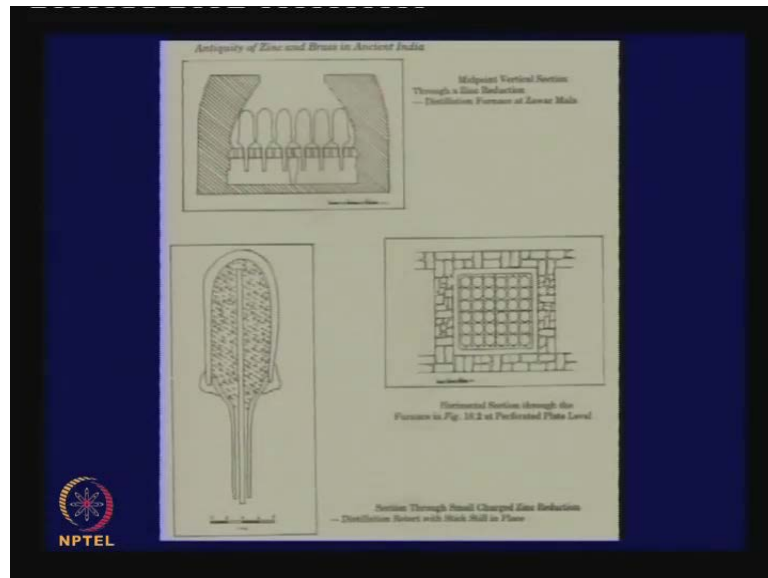 Antiquity of Zinc and Brass in Ancient India
Midpoint Vertical Section
Through a Zinc Reduction
— Distillation Furnace at Zawar Mala
Horizontal Section through the
Furnace in Fig. 18.2 at Perforated Plate Level
Section Through Small Charged Zinc Reduction
— Distillation Retort with Stick Still in Place
NPTEL